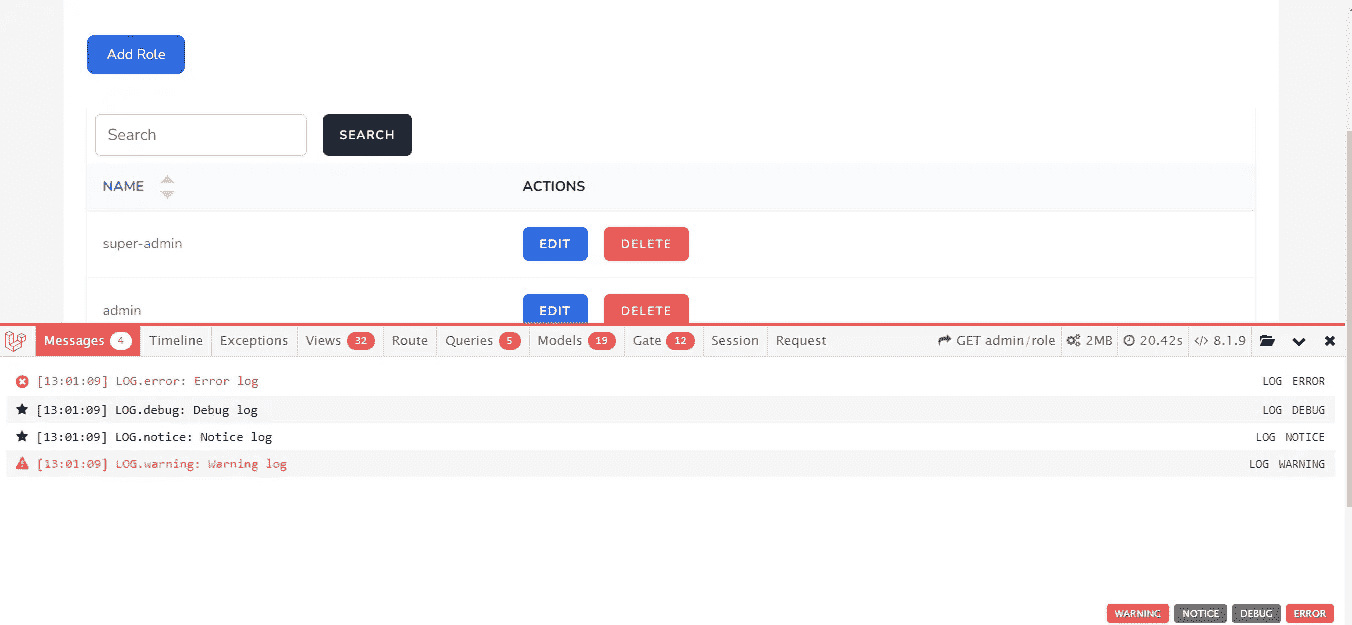 Add Role
Search SEARCH
NAME ACTIONS
super-admin EDIT DELETE
admin EDIT DELETE
Messages 4 Timeline Exceptions Views 32 Route Queries 5 Models 19 Gate 12 Session Request GET admin/role 2MB 20.42s </> 8.1.9
[13:01:09] LOG.error: Error log LOG ERROR
[13:01:09] LOG.debug: Debug log LOG DEBUG
[13:01:09] LOG.notice: Notice log LOG NOTICE
[13:01:09] LOG.warning: Warning log LOG WARNING
WARNING NOTICE DEBUG ERROR